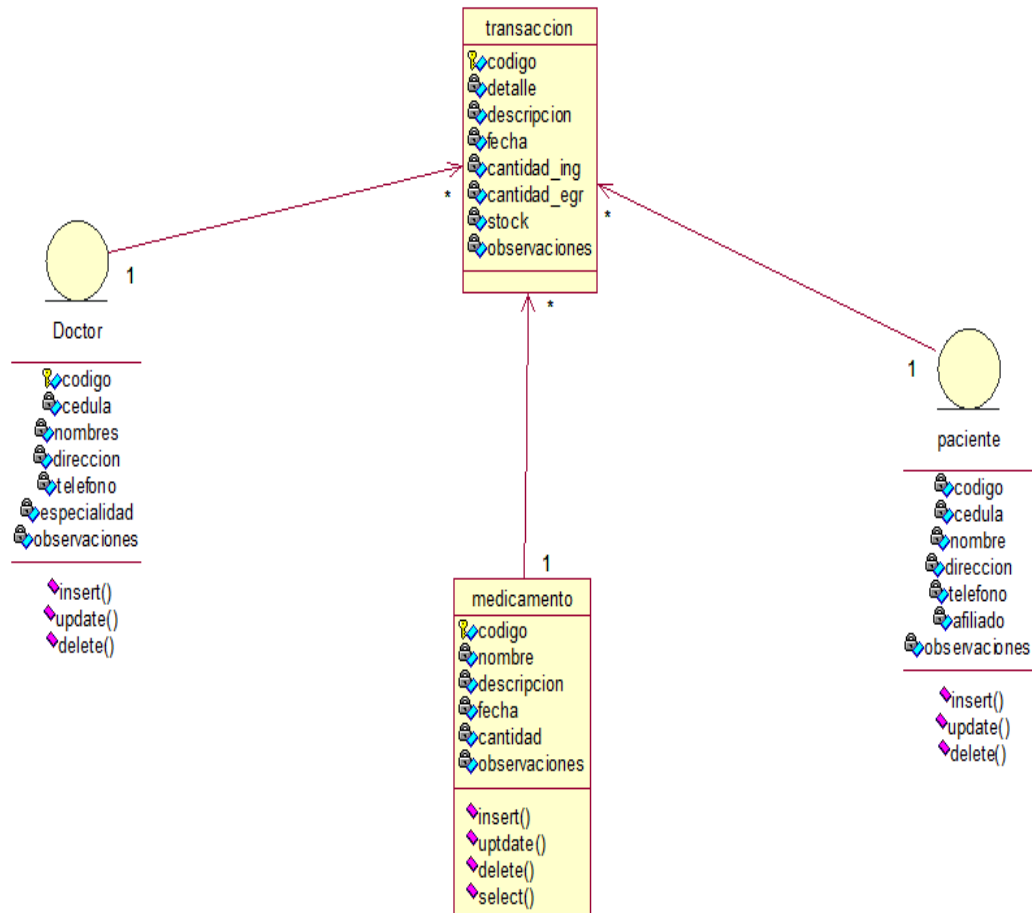 transaccion
codigo
detalle
descripcion
fecha
cantidad_ing
cantidad_egr
stock
observaciones
*
*
*
1
Doctor
codigo
cedula
nombres
direccion
telefono
especialidad
observaciones
insert()
update()
delete()
1
paciente
codigo
cedula
nombre
direccion
telefono
afiliado
observaciones
insert()
update()
delete()
1
medicamento
codigo
nombre
descripcion
fecha
cantidad
observaciones
insert()
uptdate()
delete()
select()